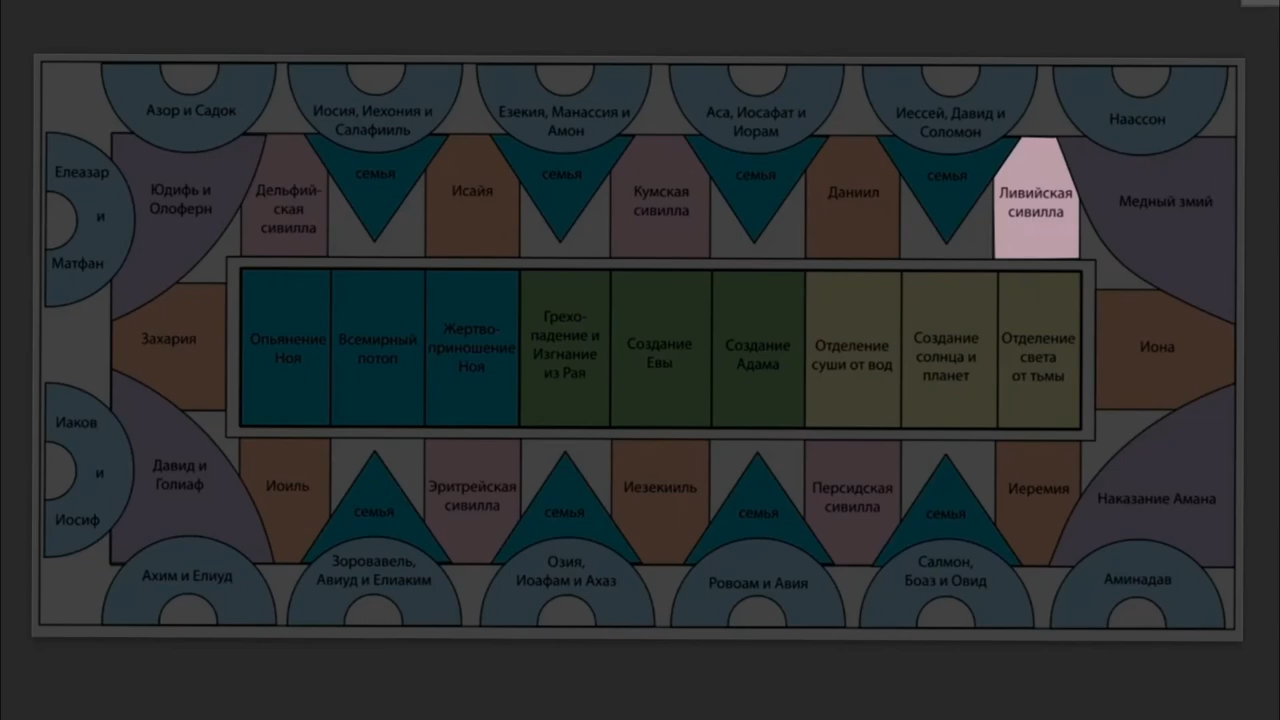 Азор и Садок
Иосия, Иехония и
Салафииль
Езекия, Манассия и
Амон
Аса, Иосафат и
Иорам
Иессей, Давид и
Соломон
Наассон
Елеазар
и
Матфан
Юдифь и
Олоферн
Дельфий-
ская
сивилла
семья
Исайя
семья
Кумская
сивилла
семья
Даниил
семья
Ливийская
сивилла
Медный змий
Захария
Опьянение
Ноя
Всемирный
потоп
Жертво-
приношение
Ноя
Грехо-
падение и
Изгнание
из Рая
Создание
Евы
Создание
Адама
Отделение
суши от вод
Создание
солнца и
планет
Отделение
света
от тьмы
Иона
Иаков
и
Иосиф
Давид и
Голиаф
Иоиль
семья
Эритрейская
сивилла
семья
Иезекииль
семья
Персидская
сивилла
семья
Иеремия
Наказание Амана
Ахим и Елиуд
Зоровавель,
Авиуд и Елиаким
Озия,
Иоафам и Ахаз
Ровоам и Авия
Салмон,
Боаз и Овид
Аминадав